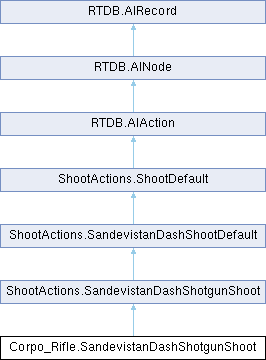 RTDB.AIRecord
RTDB.AINode
RTDB.AIAction
ShootActions.ShootDefault
ShootActions.SandevistanDashShootDefault
ShootActions.SandevistanDashShotgunShoot
Corpo_Rifle.SandevistanDashShotgunShoot